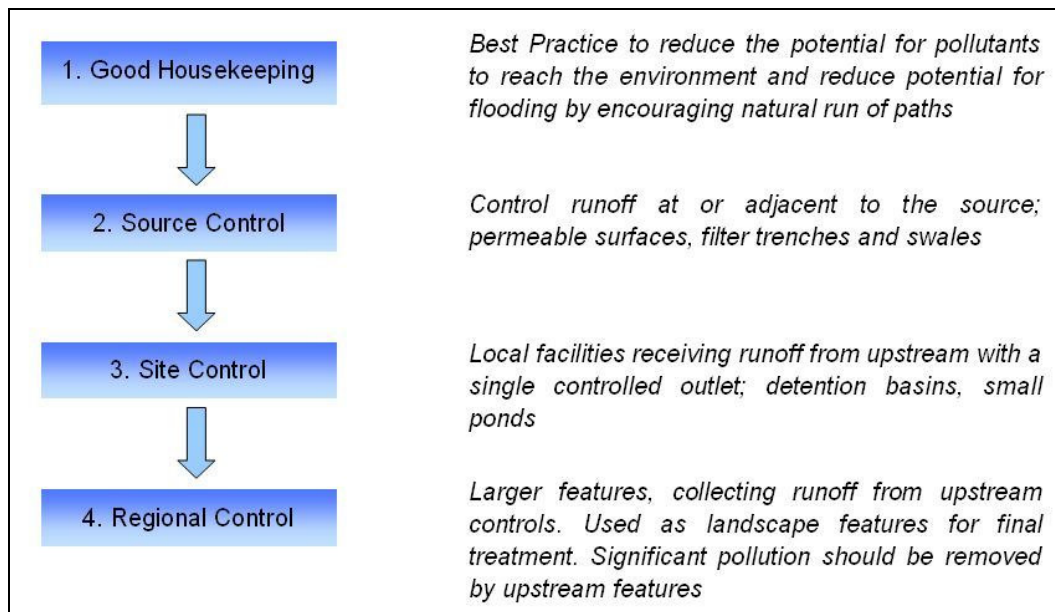 1. Good Housekeeping
Best Practice to reduce the potential for pollutants
to reach the environment and reduce potential for
flooding by encouraging natural run of paths
2. Source Control
Control runoff at or adjacent to the source;
permeable surfaces, filter trenches and swales
3. Site Control
Local facilities receiving runoff from upstream with a
single controlled outlet; detention basins, small
ponds
4. Regional Control
Larger features, collecting runoff from upstream
controls. Used as landscape features for final
treatment. Significant pollution should be removed
by upstream features